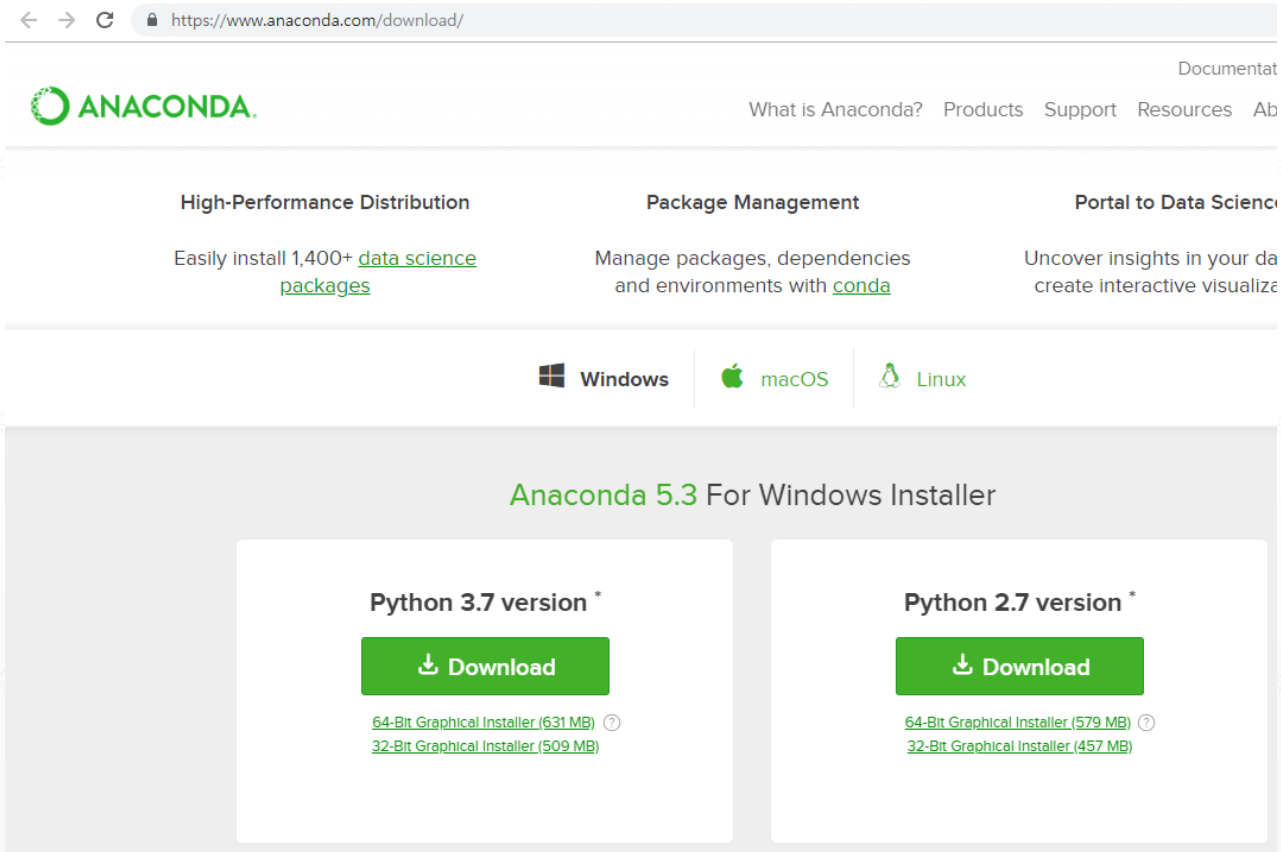 https://www.anaconda.com/download/
Documentat
ANACONDA.
What is Anaconda? Products Support Resources Ab
High-Performance Distribution
Easily install 1,400+ data science
packages
Package Management
Manage packages, dependencies
and environments with conda
Portal to Data Science
Uncover insights in your da
create interactive visualiza
Windows macOS Linux
Anaconda 5.3 For Windows Installer
Python 3.7 version *
Download
64-Bit Graphical Installer (631 MB) ?
32-Bit Graphical Installer (509 MB)
Python 2.7 version *
Download
64-Bit Graphical Installer (579 MB) ?
32-Bit Graphical Installer (457 MB)